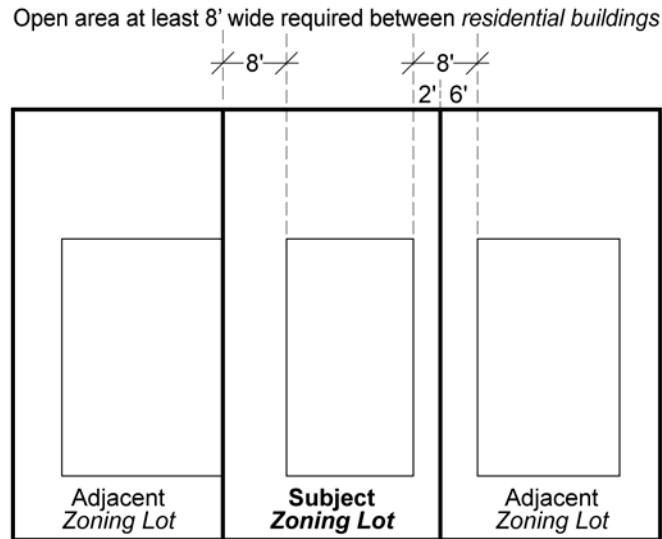 Open area at least 8' wide required between residential buildings
8' 8'
2' 6'
Adjacent Subject Adjacent
Zoning Lot Zoning Lot Zoning Lot